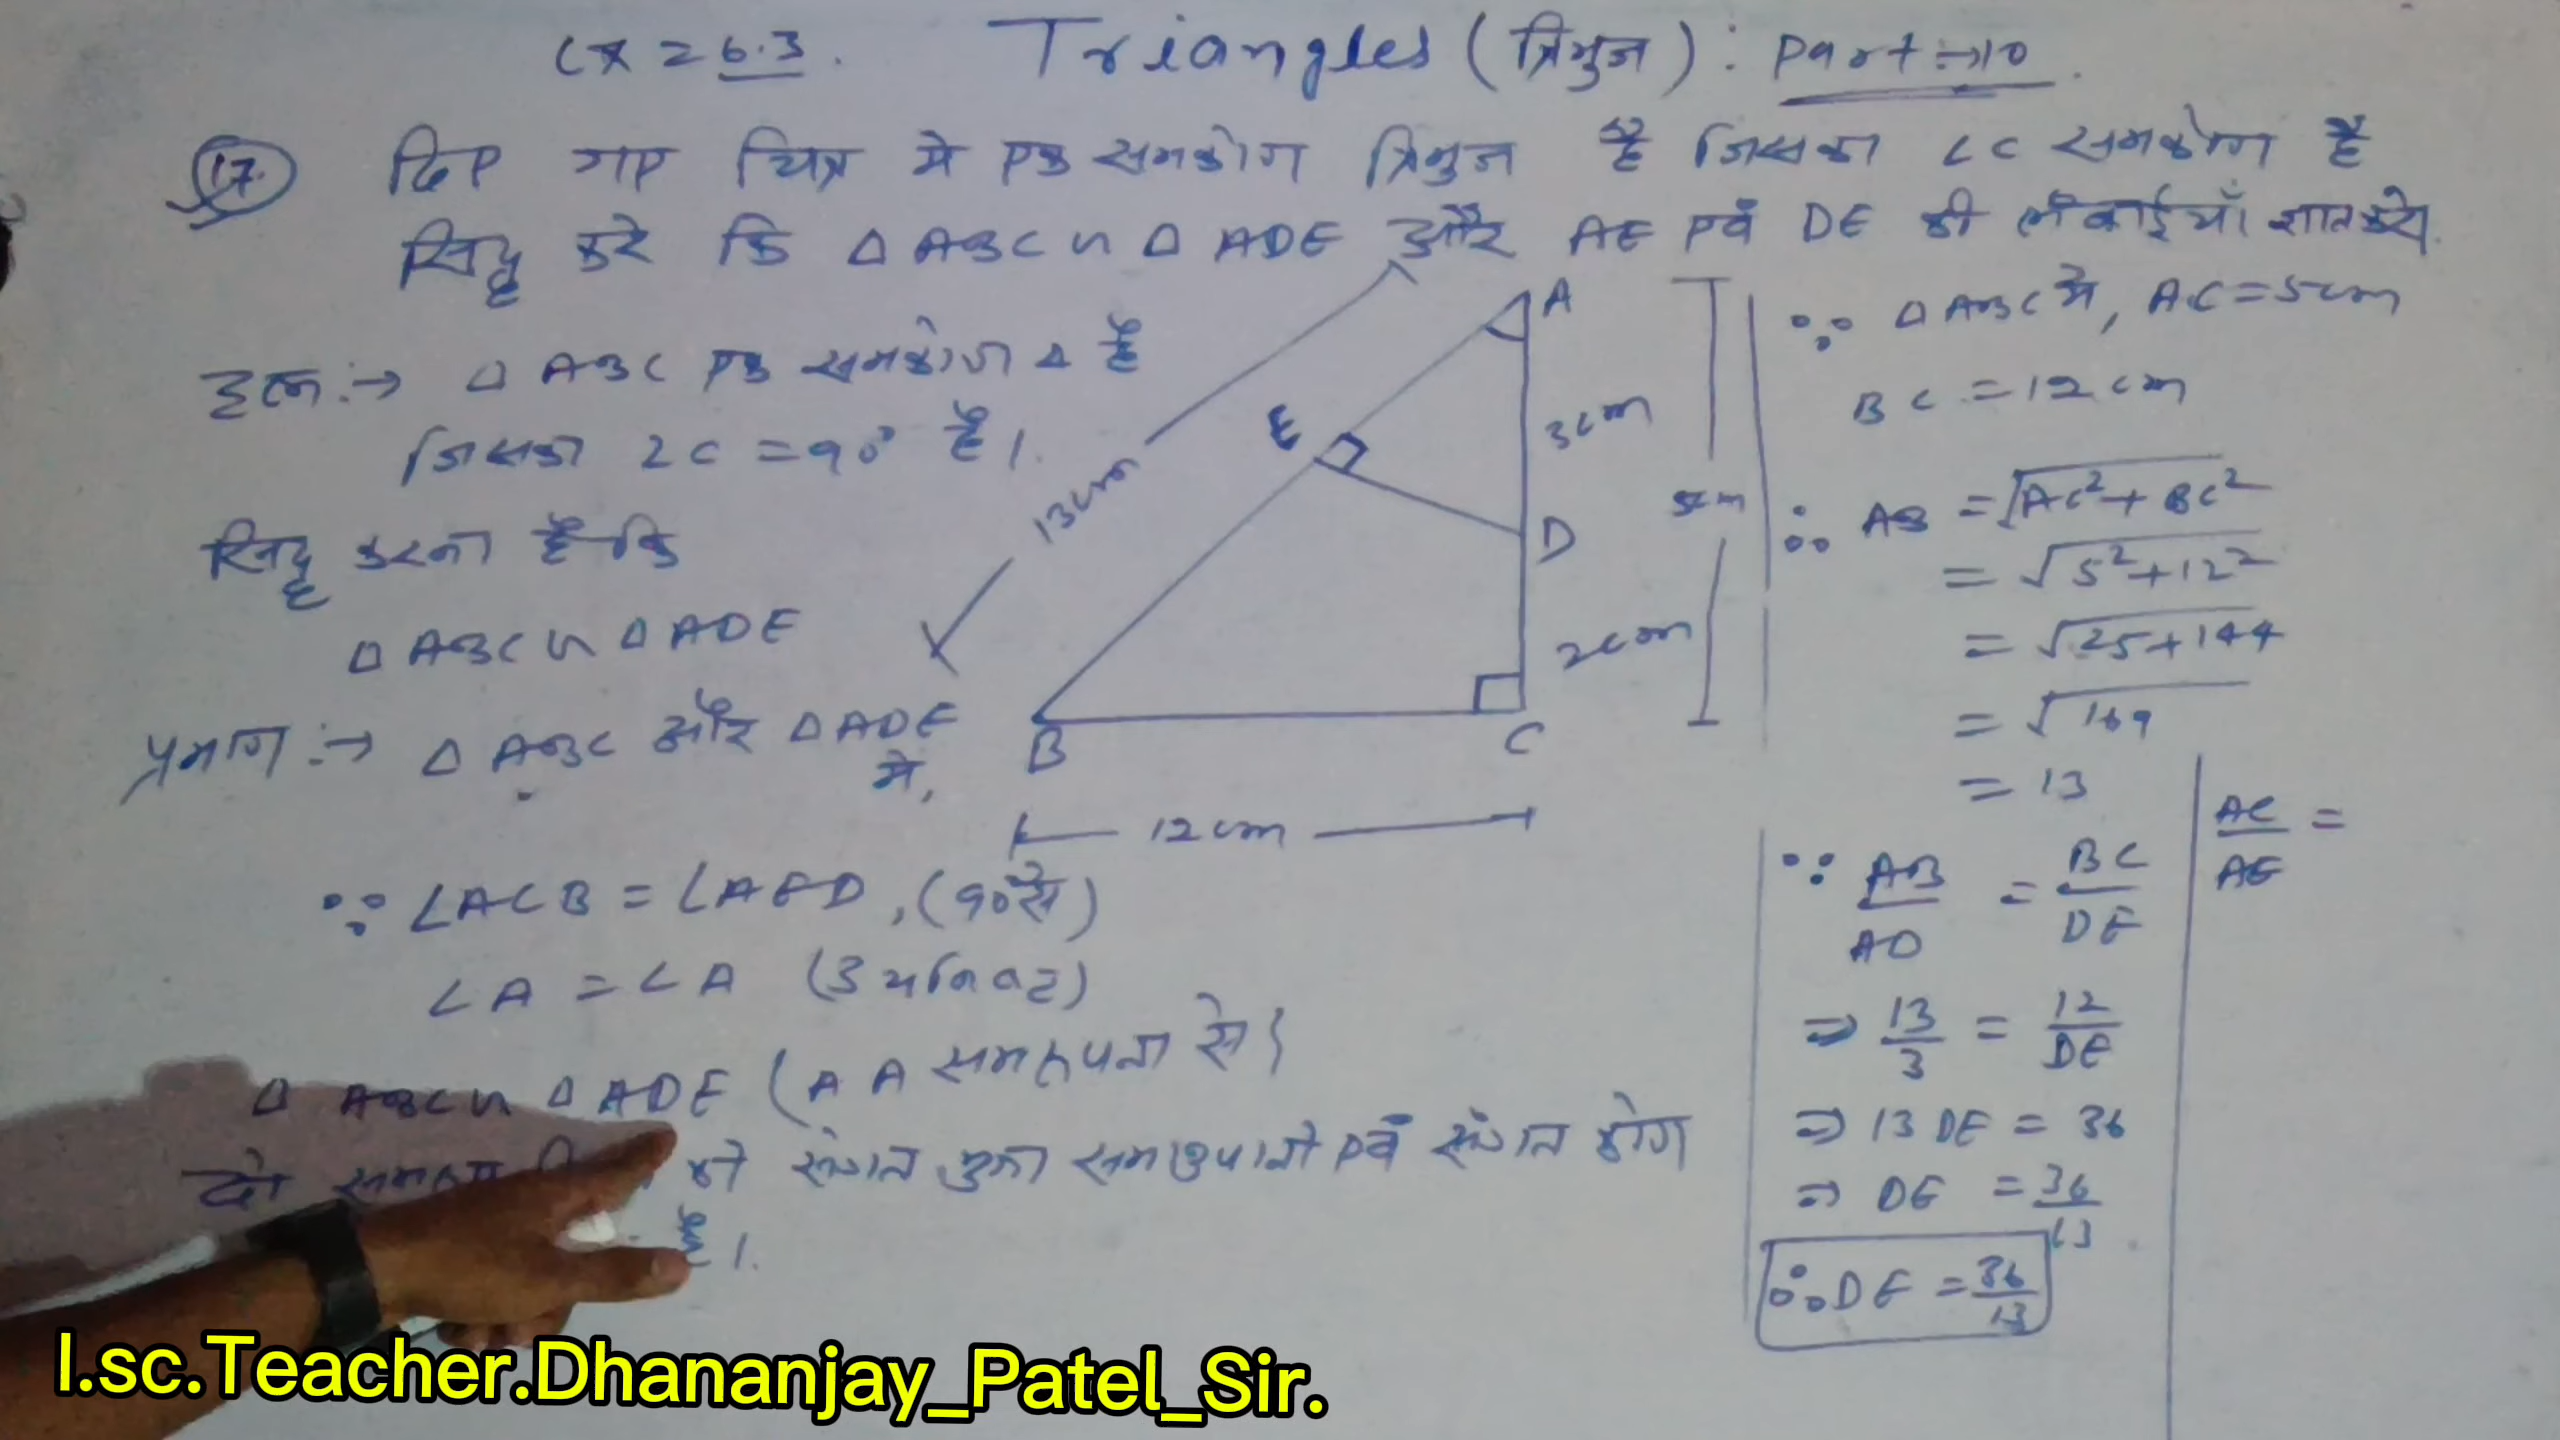 Ex = 6.3. Triangles (त्रिभुज) : Part → 10.
17. दिए गए चित्र मे एक समकोण त्रिभुज है जिसका ∠C समकोण है
सिद्ध करे कि Δ ABC ∽ Δ ADE और AE एवं DE की लंबाईयाँ ज्ञात करे।
हल :→ Δ ABC एक समकोण Δ है
जिसका ∠C = 90° है।
सिद्ध करना है कि
Δ ABC ∽ Δ ADE
प्रमाण :→ Δ ABC और Δ ADE
मे,
∵ ∠ACB = ∠AED, (90° से)
∠A = ∠A (उभयनिष्ठ)
Δ ABC ∽ Δ ADE (AA समरूपता से)
दो की संगत भुजा समानुपाती एवं संगत कोण
है।
A
E
D
B
C
13cm
3cm
2cm
5cm
12cm
∵ Δ ABC मे, AC = 5cm
BC = 12cm
∴ AB = √AC² + BC²
= √5² + 12²
= √25 + 144
= √169
= 13
∵ AB/AD = BC/DE
⇒ 13/3 = 12/DE
⇒ 13 DE = 36
⇒ DE = 36/13
∴ DE = 36/13
AC/AE =
I.sc.Teacher.Dhananjay_Patel_Sir.